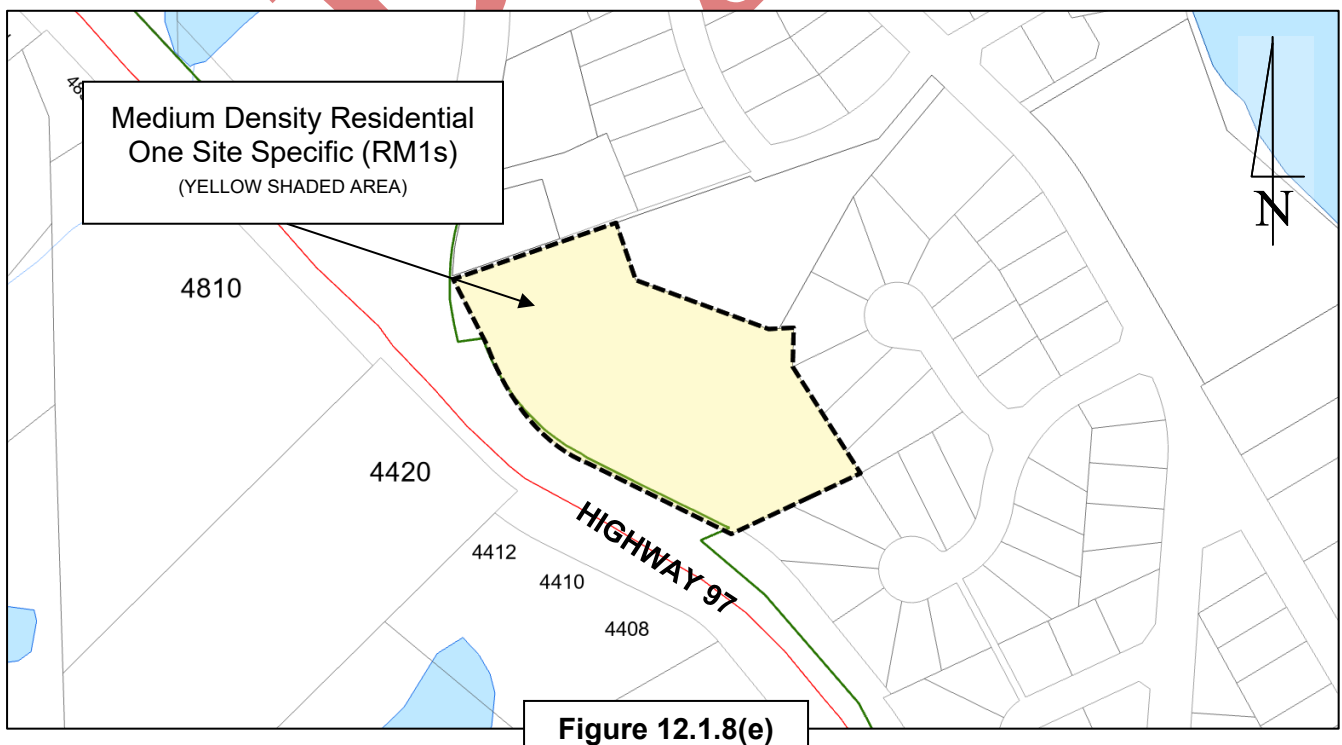 Medium Density Residential
One Site Specific (RM1s)
(YELLOW SHADED AREA)
N
4810
4420
HIGHWAY 97
4412
4410
4408
Figure 12.1.8(e)